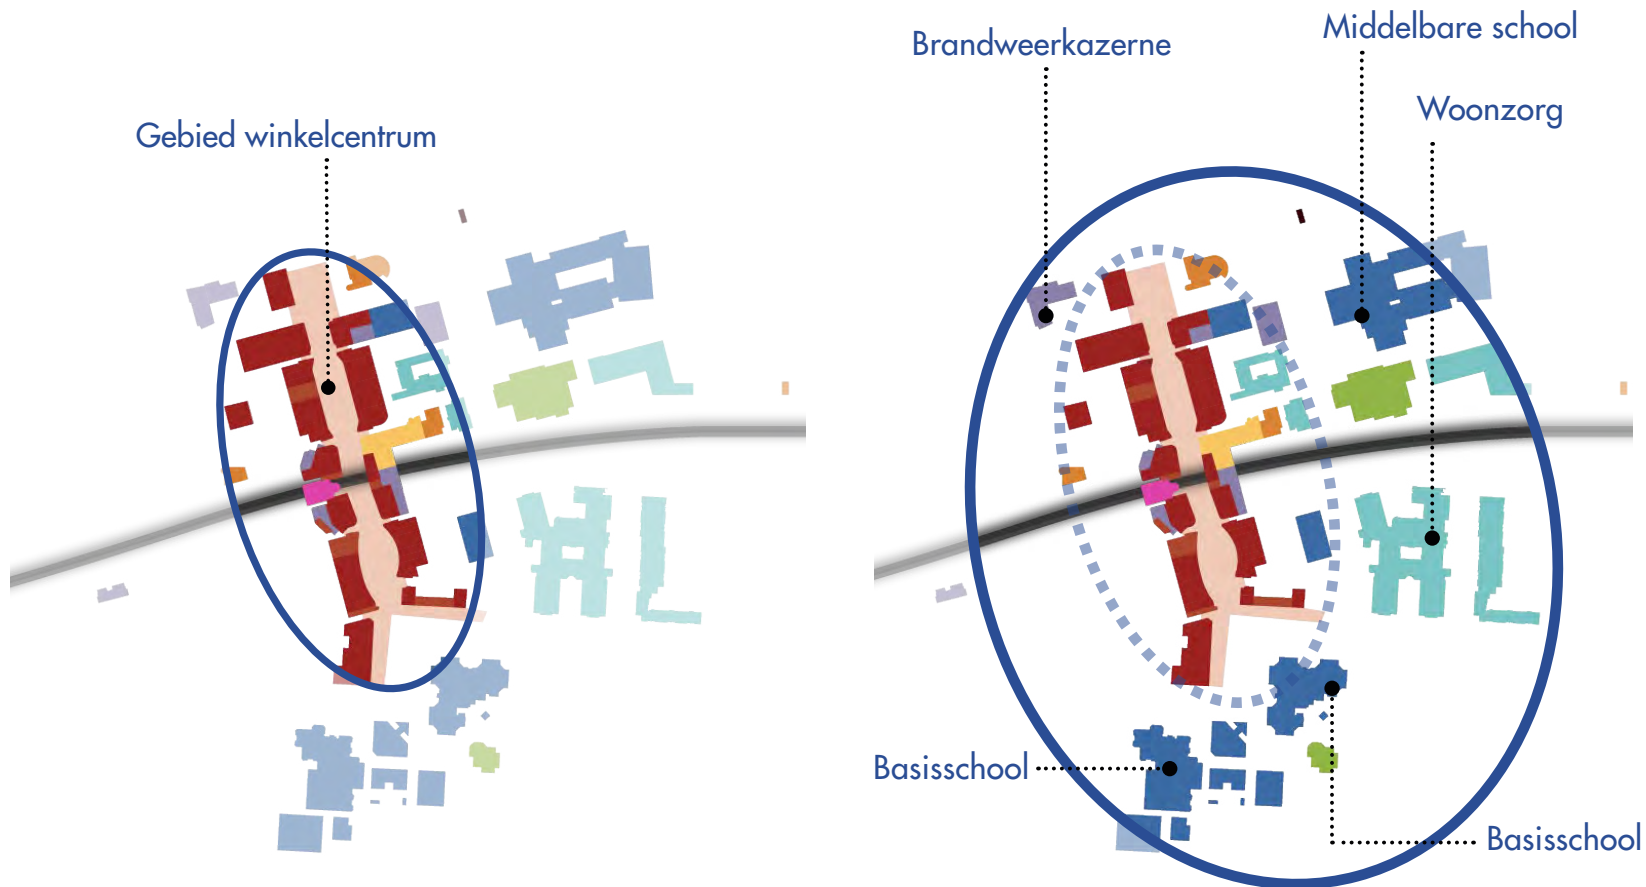 Gebied winkelcentrum
Brandweerkazerne
Middelbare school
Woonzorg
Basisschool
Basisschool